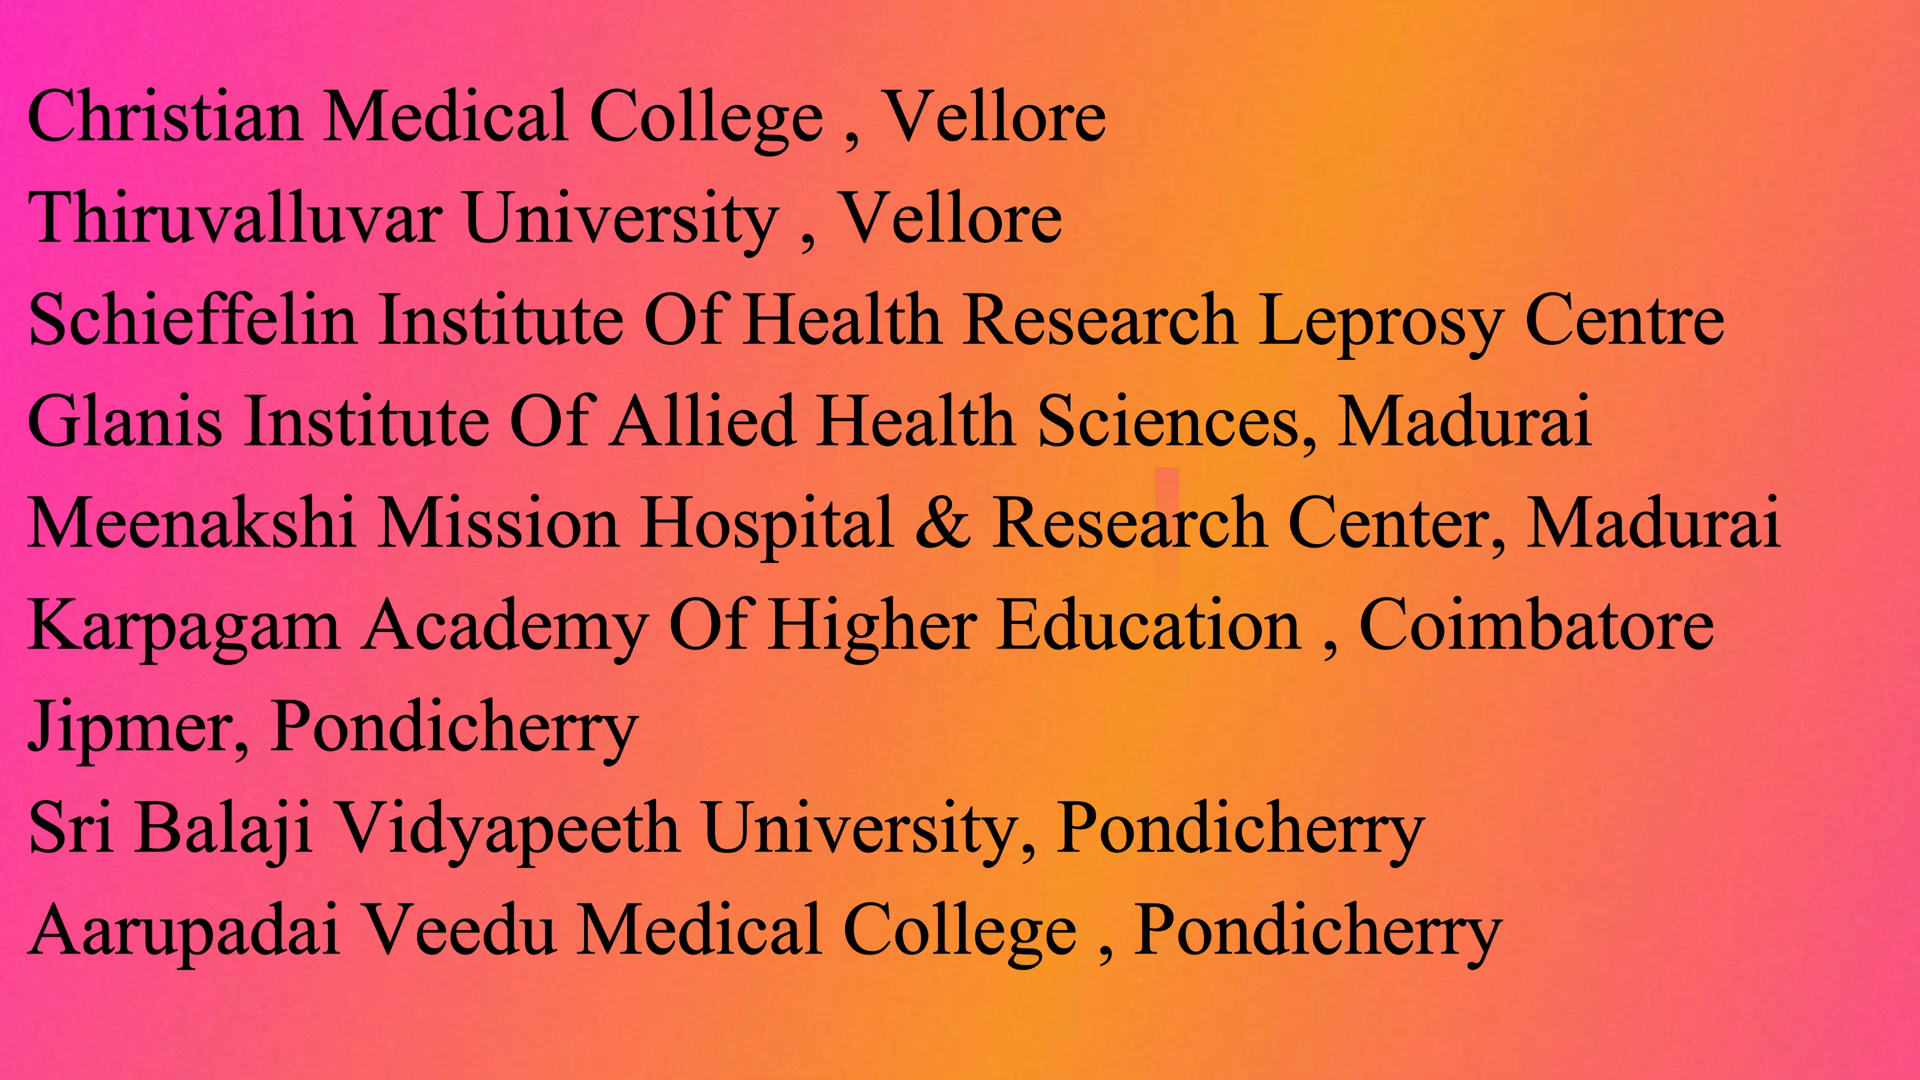 Christian Medical College , Vellore
Thiruvalluvar University , Vellore
Schieffelin Institute Of Health Research Leprosy Centre
Glanis Institute Of Allied Health Sciences, Madurai
Meenakshi Mission Hospital & Research Center, Madurai
Karpagam Academy Of Higher Education , Coimbatore
Jipmer, Pondicherry
Sri Balaji Vidyapeeth University, Pondicherry
Aarupadai Veedu Medical College , Pondicherry